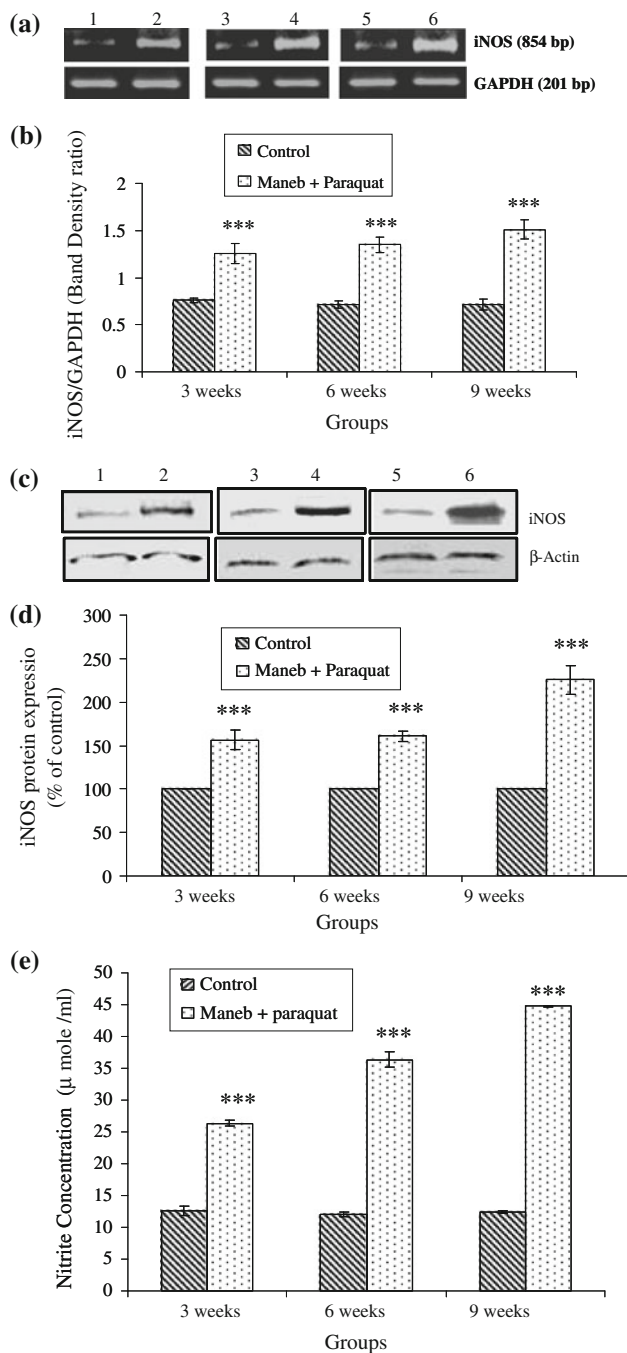 (a)
1 2 3 4 5 6
iNOS (854 bp)
GAPDH (201 bp)
(b)
Control
Maneb + Paraquat
iNOS/GAPDH (Band Density ratio)
2
1.5
1
0.5
0
*** *** ***
3 weeks 6 weeks 9 weeks
Groups
(c)
1 2 3 4 5 6
iNOS
β-Actin
(d)
Control
Maneb + Paraquat
iNOS protein expressio
(% of control)
300
250
200
150
100
50
0
*** *** ***
3 weeks 6 weeks 9 weeks
Groups
(e)
Control
Maneb + paraquat
Nitrite Concentration (μ mole /ml)
50
45
40
35
30
25
20
15
10
5
0
*** *** ***
3 weeks 6 weeks 9 weeks
Groups